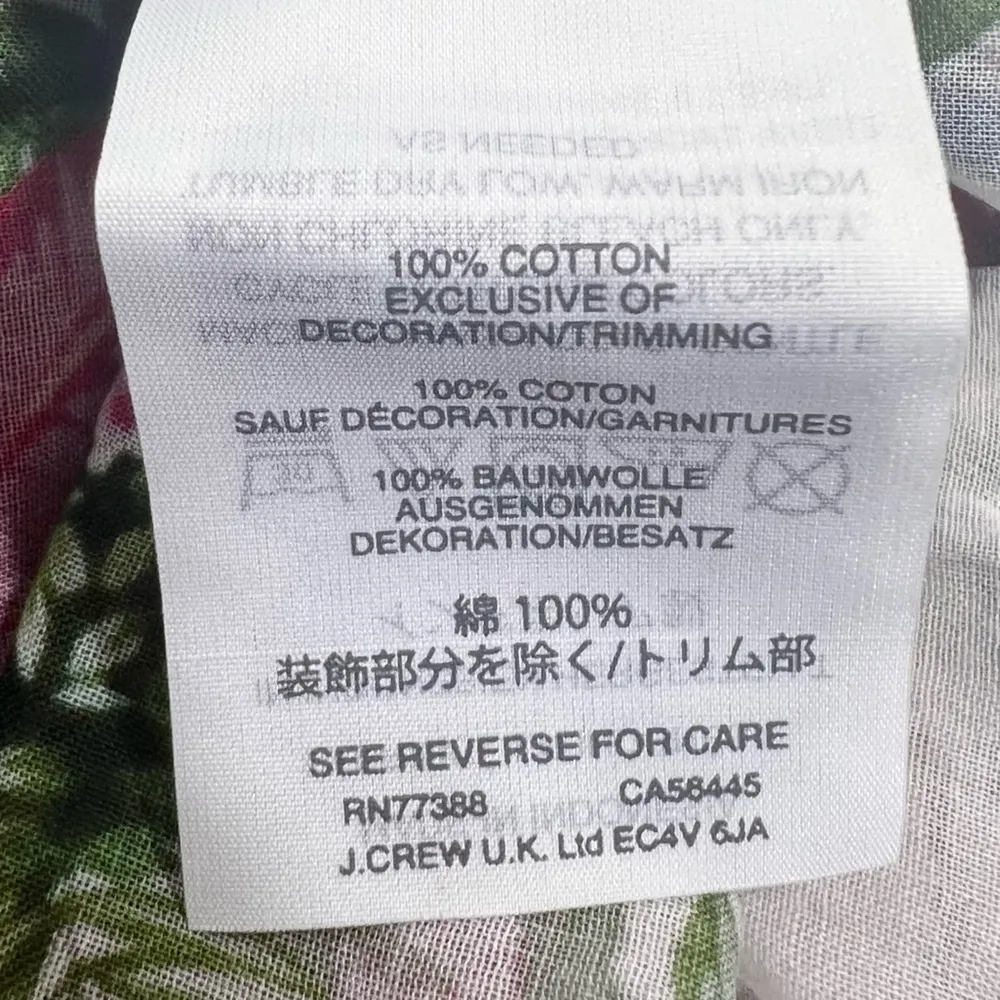 100% COTTON
EXCLUSIVE OF
DECORATION/TRIMMING
100% COTON
SAUF DÉCORATION/GARNITURES
100% BAUMWOLLE
AUSGENOMMEN
DEKORATION/BESATZ
綿 100%
装飾部分を除く/トリム部
SEE REVERSE FOR CARE
RN77388 CA56445
J.CREW U.K. Ltd EC4V 6JA